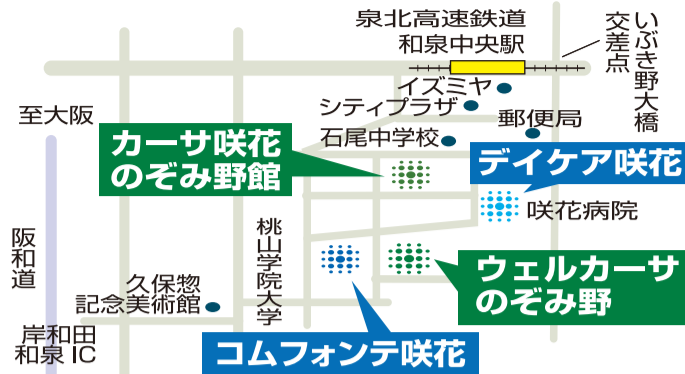 泉北高速鉄道
和泉中央駅
いぶき野大橋
交差点
イズミヤ
シティプラザ
郵便局
石尾中学校
至大阪
カーサ咲花
のぞみ野館
デイケア咲花
咲花病院
阪和道
桃山学院大学
久保惣
記念美術館
ウェルカーサ
のぞみ野
岸和田
和泉IC
コムフォンテ咲花